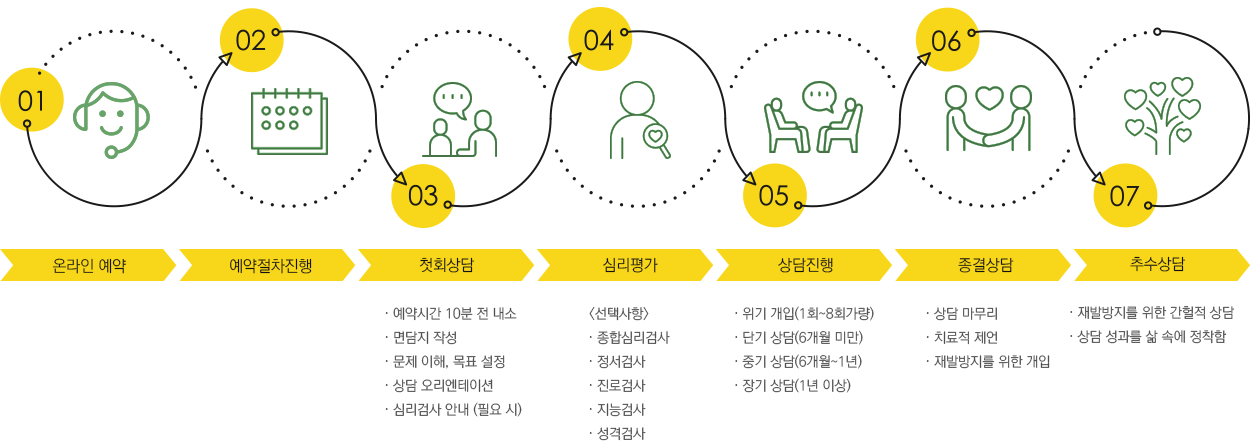 01
02
03
04
05
06
07
온라인 예약
예약절차진행
첫회상담
심리평가
상담진행
종결상담
추수상담
· 예약시간 10분 전 내소
· 면담지 작성
· 문제 이해, 목표 설정
· 상담 오리엔테이션
· 심리검사 안내 (필요 시)
<선택사항>
· 종합심리검사
· 정서검사
· 진로검사
· 지능검사
· 성격검사
· 위기 개입(1회~8회가량)
· 단기 상담(6개월 미만)
· 중기 상담(6개월~1년)
· 장기 상담(1년 이상)
· 상담 마무리
· 치료적 제언
· 재발방지를 위한 개입
· 재발방지를 위한 간헐적 상담
· 상담 성과를 삶 속에 정착함